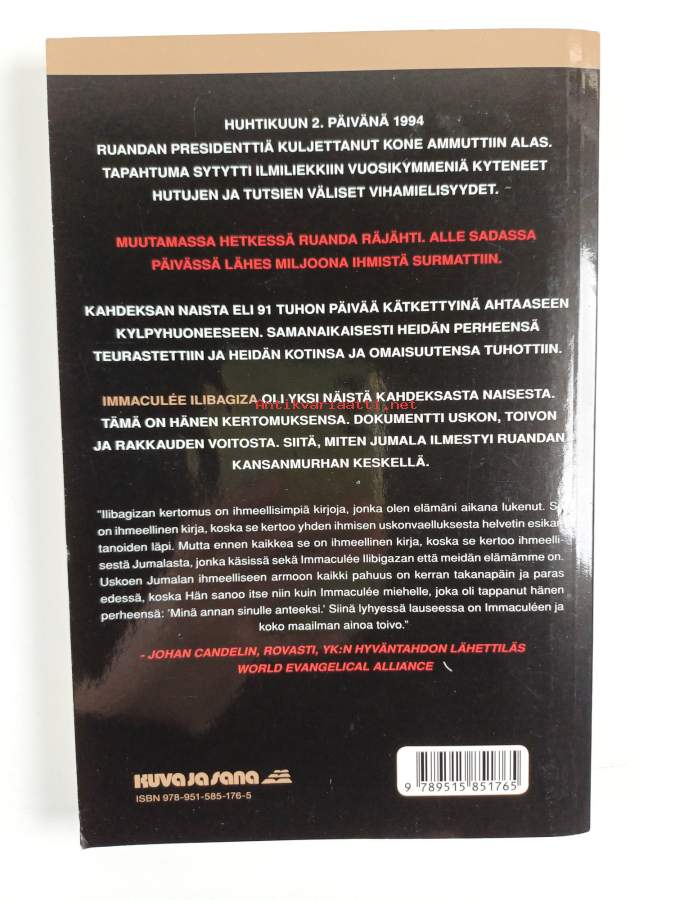 HUHTIKUUN 2. PÄIVÄNÄ 1994
RUANDAN PRESIDENTTIÄ KULJETTANUT KONE AMMUTTIIN ALAS.
TAPAHTUMA SYTYTTI ILMILIEKKIIN VUOSIKYMMENIÄ KYTENEET
HUTUJEN JA TUTSIEN VÄLISET VIHAMIELISYYDET.
MUUTAMASSA HETKESSÄ RUANDA RÄJÄHTI. ALLE SADASSA
PÄIVÄSSÄ LÄHES MILJOONA IHMISTÄ SURMATTIIN.
KAHDEKSAN NAISTA ELI 91 TUHON PÄIVÄÄ KÄTKETTYINÄ AHTAASEEN
KYLPYHUONEESEEN. SAMANAIKAISESTI HEIDÄN PERHEENSÄ
TEURASTETTIIN JA HEIDÄN KOTINSA JA OMAISUUTENSA TUHOTTIIN.
IMMACULÉE ILIBAGIZA OLI YKSI NÄISTÄ KAHDEKSASTA NAISESTA.
Antikvariaatti.net
TÄMÄ ON HÄNEN KERTOMUKSENSA. DOKUMENTTI USKON, TOIVON
JA RAKKAUDEN VOITOSTA. SIITÄ, MITEN JUMALA ILMESTYI RUANDAN
KANSANMURHAN KESKELLÄ.
"Ilibagizan kertomus on ihmeellisimpiä kirjoja, jonka olen elämäni aikana lukenut. Se
on ihmeellinen kirja, koska se kertoo yhden ihmisen uskonvaelluksesta helvetin esikar-
tanoiden läpi. Mutta ennen kaikkea se on ihmeellinen kirja, koska se kertoo ihmeelli-
sestä Jumalasta, jonka käsissä sekä Immaculée Ilibigazan että meidän elämämme on.
Uskoen Jumalan ihmeelliseen armoon kaikki pahuus on kerran takanapäin ja paras
edessä, koska Hän sanoo itse niin kuin Immaculée miehelle, joka oli tappanut hänen
perheensä: 'Minä annan sinulle anteeksi.' Siinä lyhyessä lauseessa on Immaculéen ja
koko maailman ainoa toivo."
- JOHAN CANDELIN, ROVASTI, YK:N HYVÄNTAHDON LÄHETTILÄS
WORLD EVANGELICAL ALLIANCE
KUVA JA SANA
ISBN 978-951-585-176-5
9 789515 851765